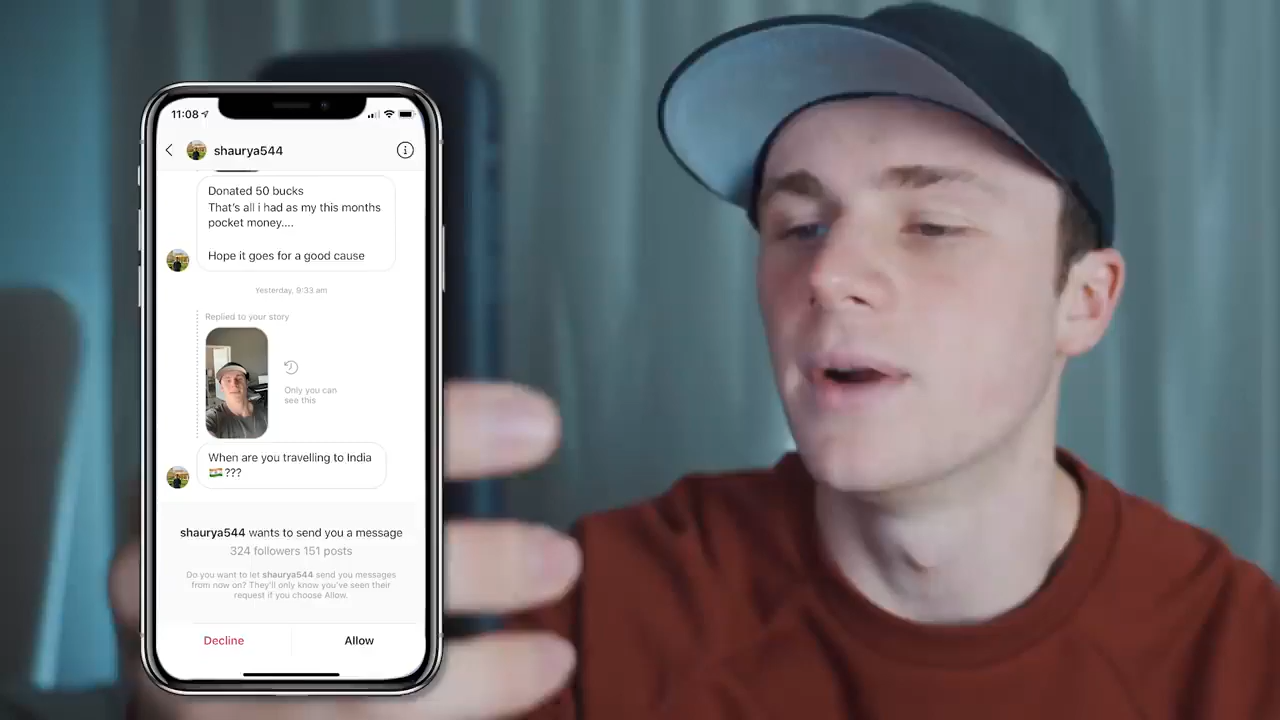 11:08
shaurya544
Donated 50 bucks
That's all i had as my this months
pocket money....
Hope it goes for a good cause
Yesterday, 9:33 am
Replied to your story
Only you can
see this
When are you travelling to India
🇮🇳???
shaurya544 wants to send you a message
324 followers 151 posts
Do you want to let shaurya544 send you messages
from now on? They'll only know you've seen their
request if you choose Allow.
Decline
Allow